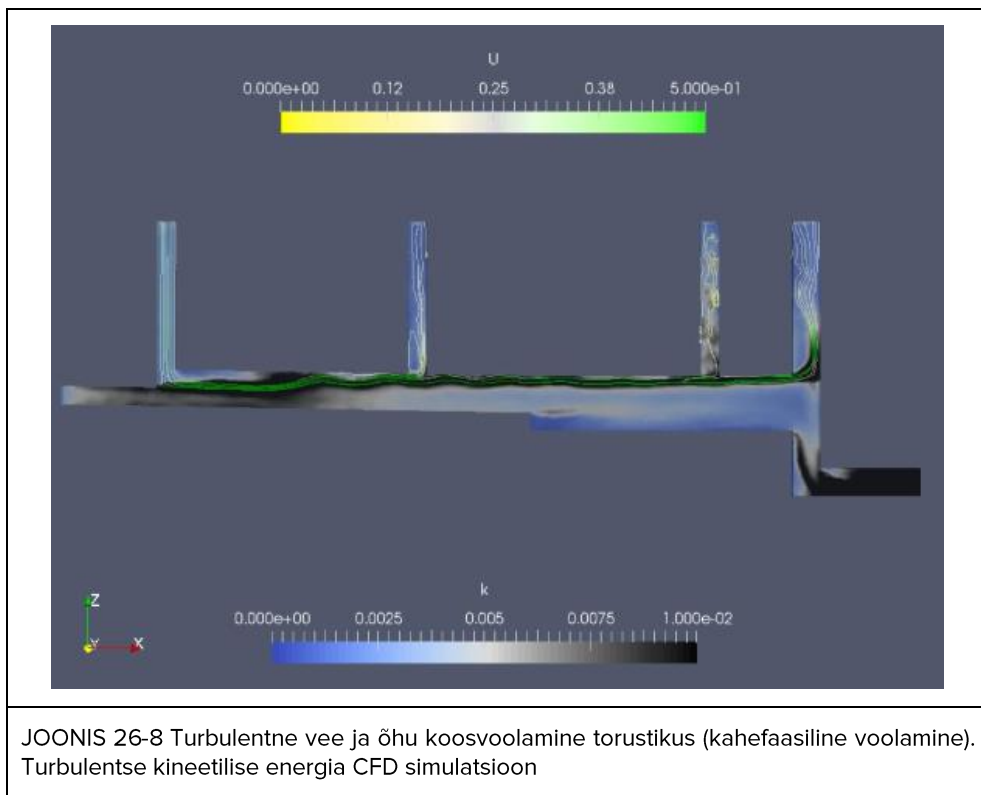 U
0.000e+00 0.12 0.25 0.38 5.000e-01
k
0.000e+00 0.0025 0.005 0.0075 1.000e-02
Z
Y X
JOONIS 26-8 Turbulentne vee ja õhu koosvoolamine torustikus (kahefaasiline voolamine).
Turbulentse kineetilise energia CFD simulatsioon